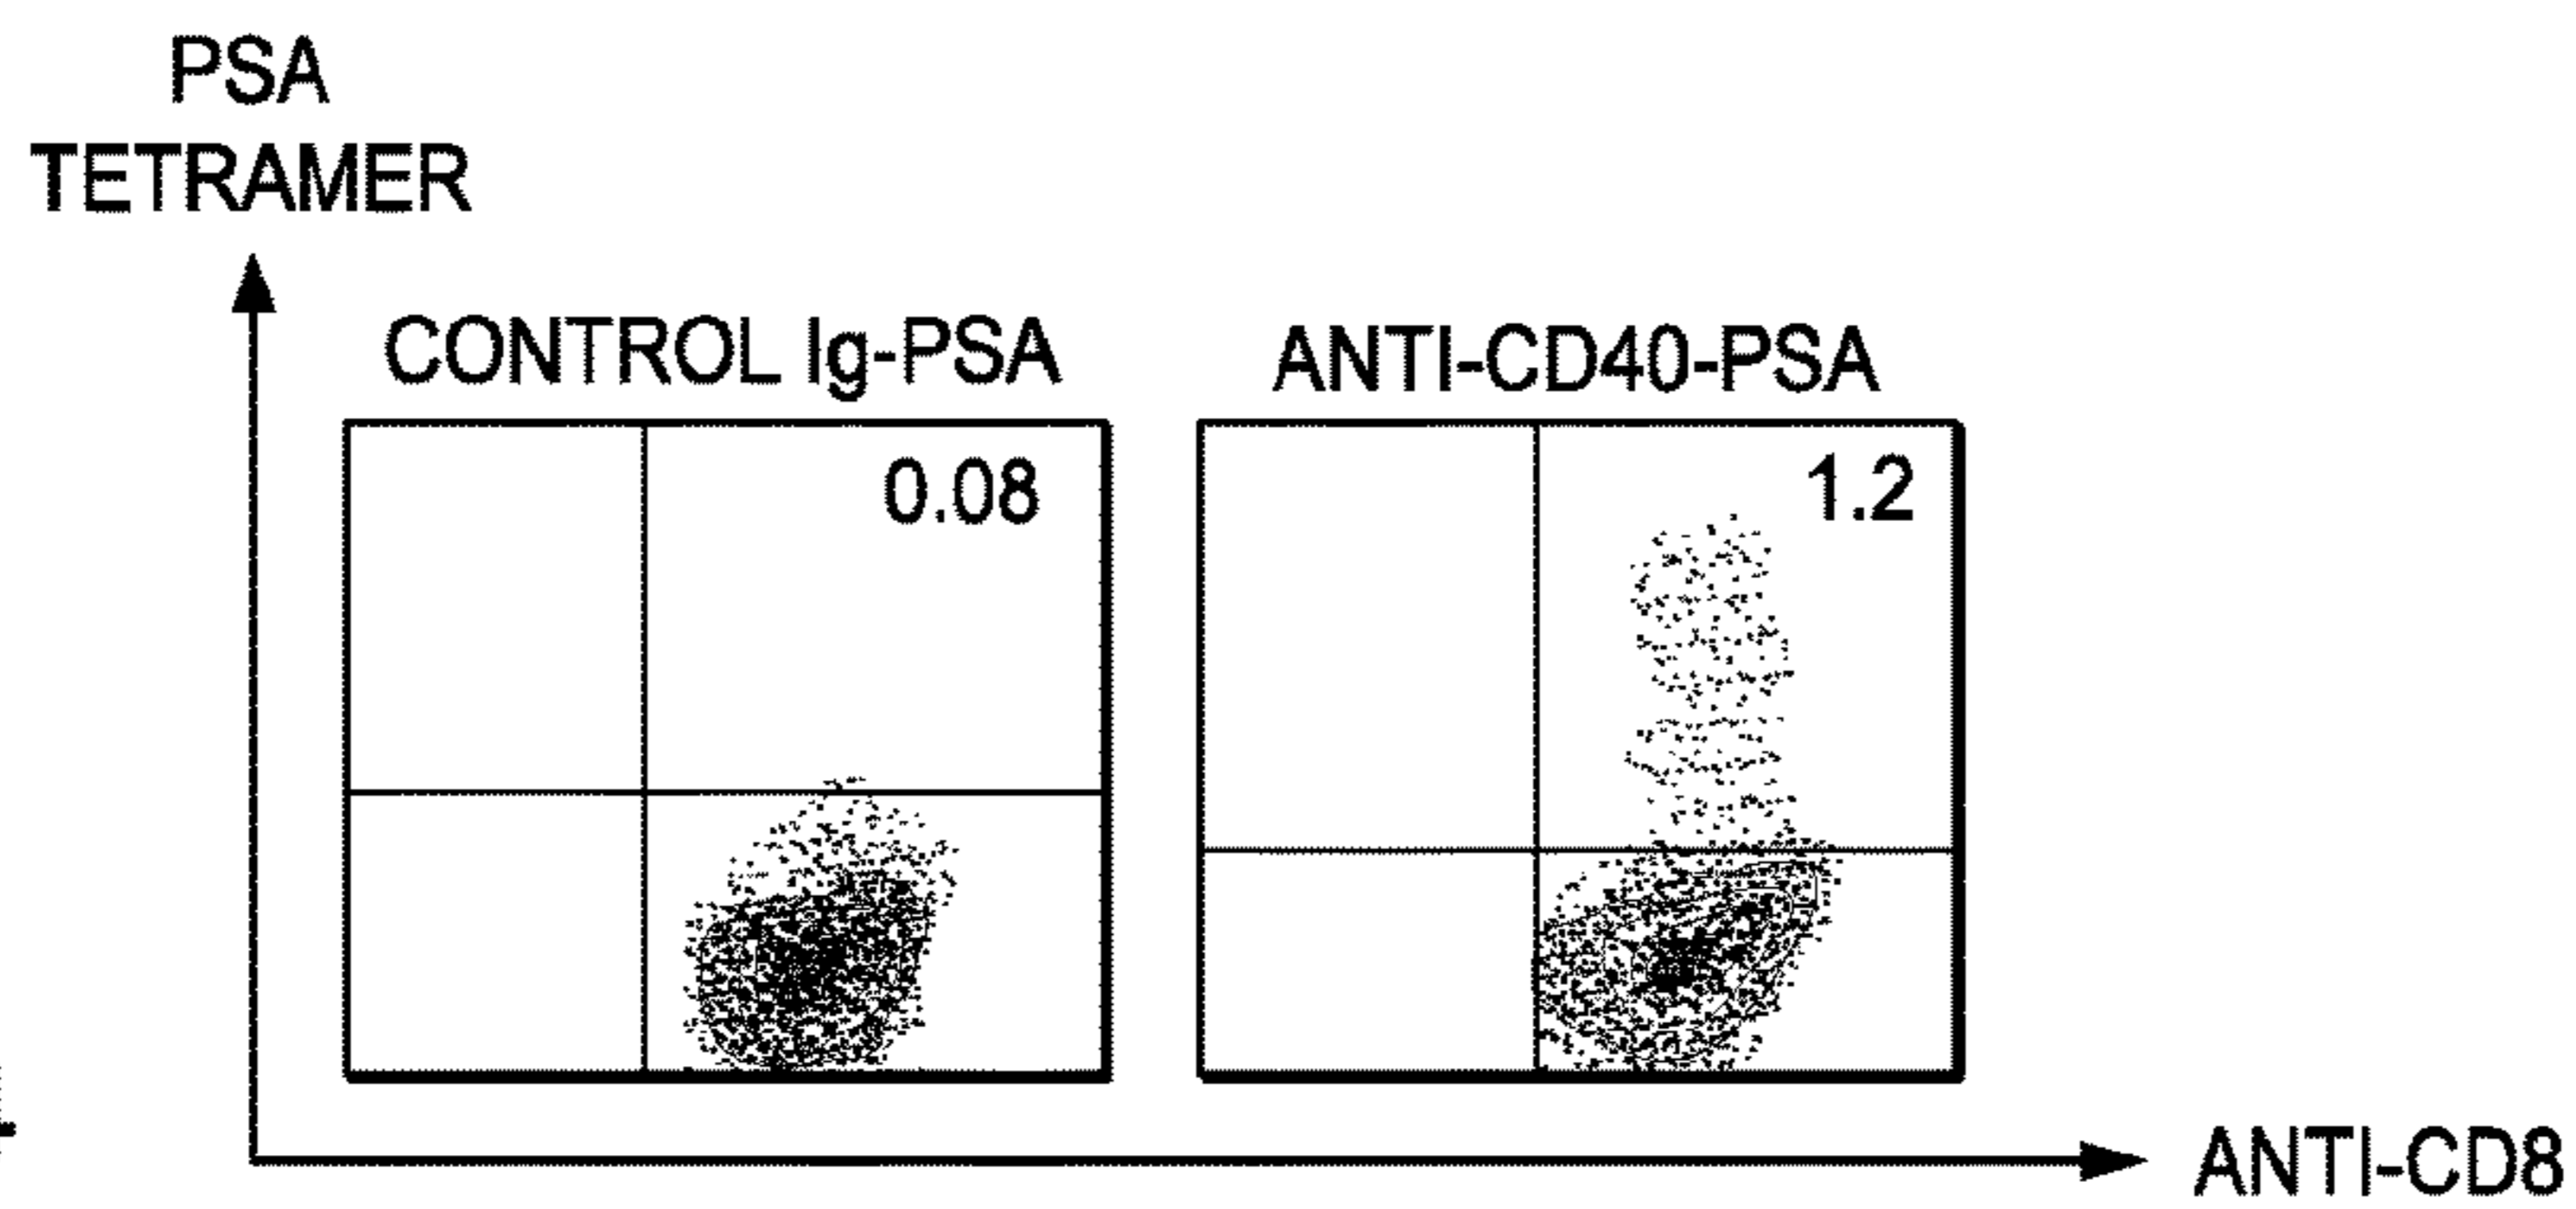 PSA
TETRAMER
CONTROL Ig-PSA
ANTI-CD40-PSA
0.08
1.2
ANTI-CD8